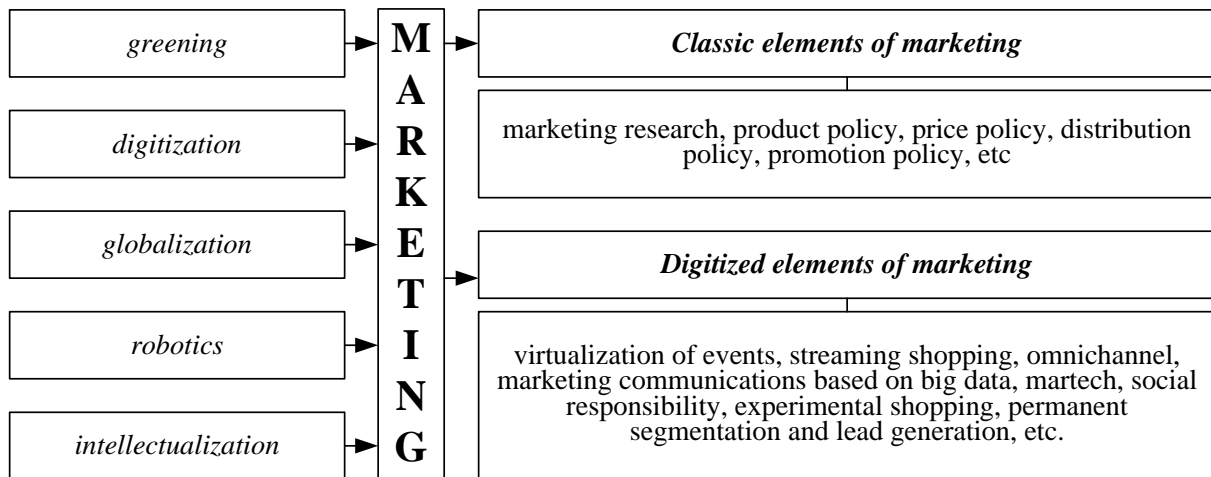 greening
digitization
globalization
robotics
intellectualization
MARKETING
Classic elements of marketing
marketing research, product policy, price policy, distribution
policy, promotion policy, etc
Digitized elements of marketing
virtualization of events, streaming shopping, omnichannel,
marketing communications based on big data, martech, social
responsibility, experimental shopping, permanent
segmentation and lead generation, etc.